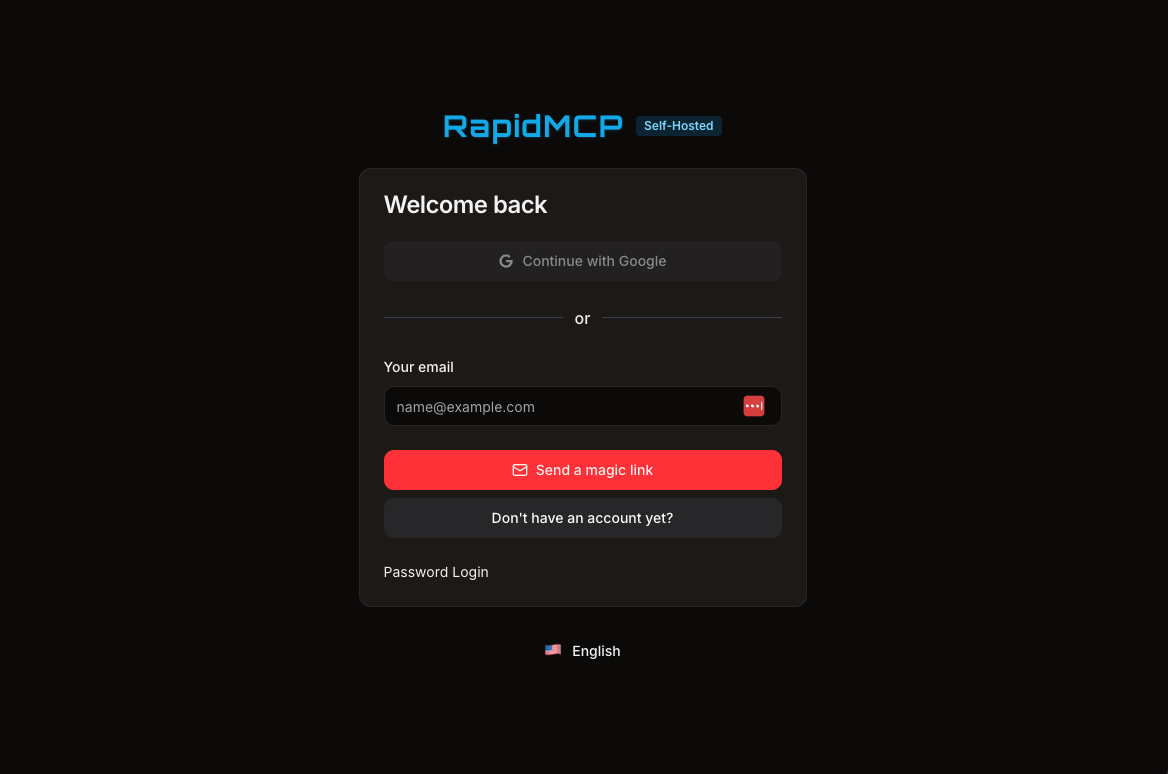 RapidMCP Self-Hosted
Welcome back
Continue with Google
or
Your email
name@example.com
Send a magic link
Don't have an account yet?
Password Login
English